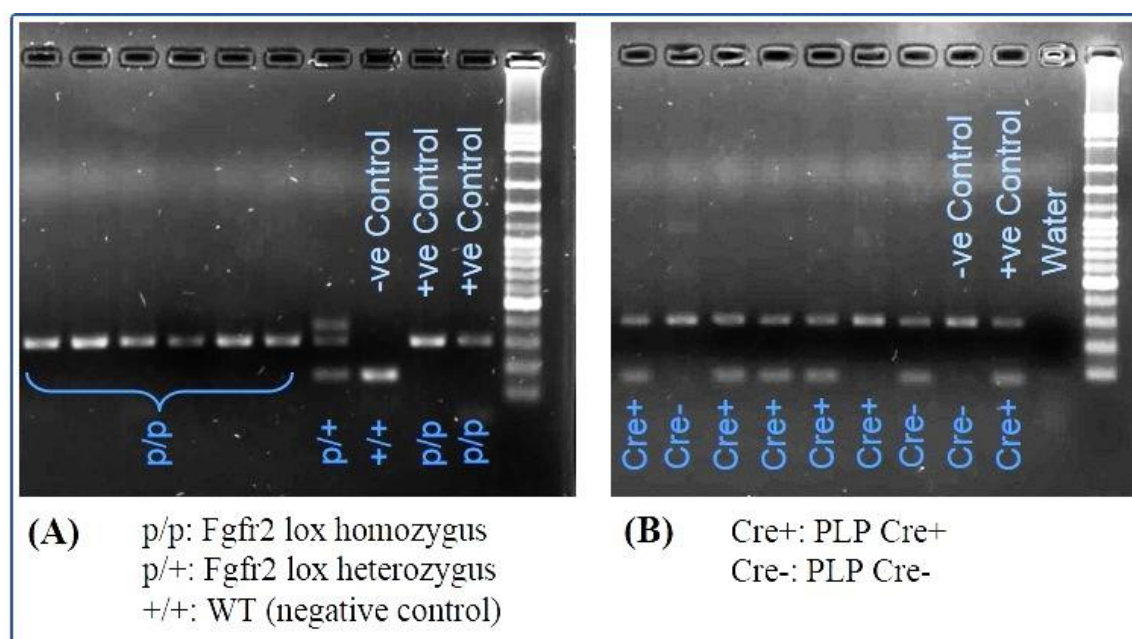 -ve Control
+ve Control
+ve Control
p/p
p/+
+/+
p/p
p/p
-ve Control
+ve Control
Water
Cre+
Cre-
Cre+
Cre+
Cre+
Cre+
Cre-
Cre-
Cre+
(A)
p/p: Fgfr2 lox homozygus
p/+: Fgfr2 lox heterozygus
+/+: WT (negative control)
(B)
Cre+: PLP Cre+
Cre-: PLP Cre-